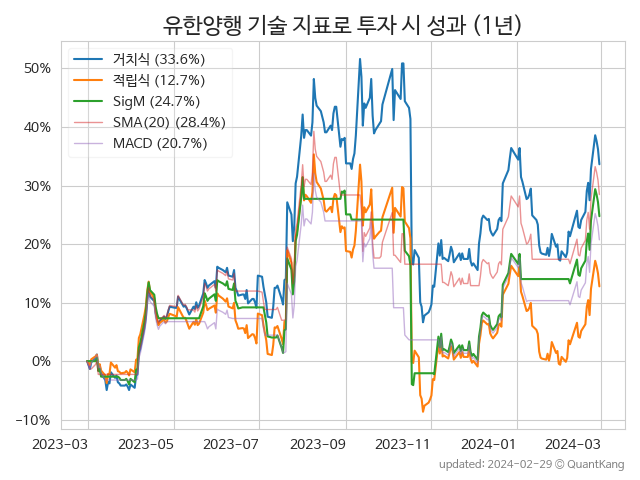 유한양행 기술 지표로 투자 시 성과 (1년)
거치식 (33.6%)
적립식 (12.7%)
SigM (24.7%)
SMA(20) (28.4%)
MACD (20.7%)
50%
40%
30%
20%
10%
0%
−10%
2023−03 2023−05 2023−07 2023−09 2023−11 2024−01 2024−03
updated: 2024-02-29 ⓒ QuantKang